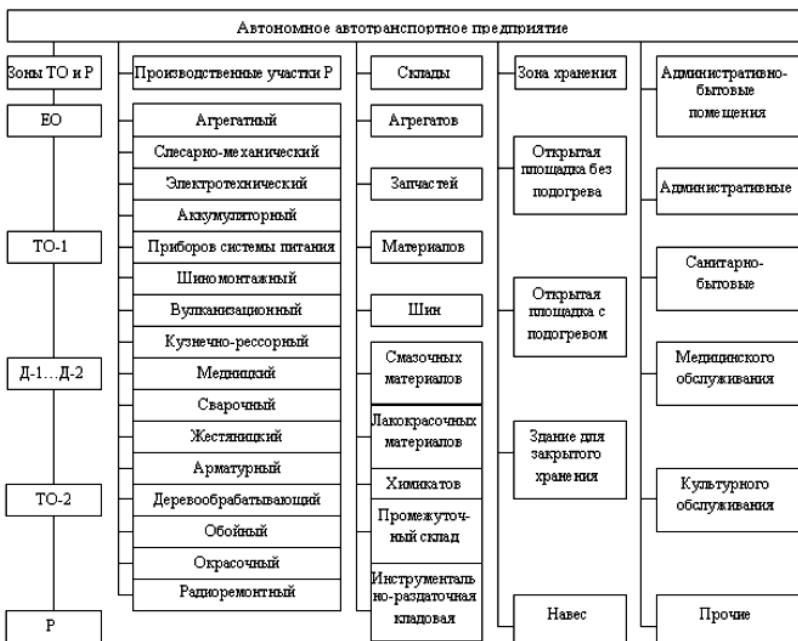 Автономное автотранспортное предприятие
Зоны ТО и Р
ЕО
ТО-1
Д-1…Д-2
ТО-2
Р
Производственные участки Р
Агрегатный
Слесарно-механический
Электротехнический
Аккумуляторный
Приборов системы питания
Шиномонтажный
Вулканизационный
Кузнечно-рессорный
Медницкий
Сварочный
Жестяницкий
Арматурный
Деревообрабатывающий
Обойный
Окрасочный
Радиоремонтный
Склады
Агрегатов
Запчастей
Материалов
Шин
Смазочных
материалов
Лакокрасочных
материалов
Химикатов
Промежуточ-
ный склад
Инструменталь
но-раздаточная
кладовая
Зона хранения
Открытая
площадка без
подогрева
Открытая
площадка с
подогревом
Здание для
закрытого
хранения
Навес
Административно-
бытовые
помещения
Административные
Санитарно-
бытовые
Медицинского
обслуживания
Культурного
обслуживания
Прочие